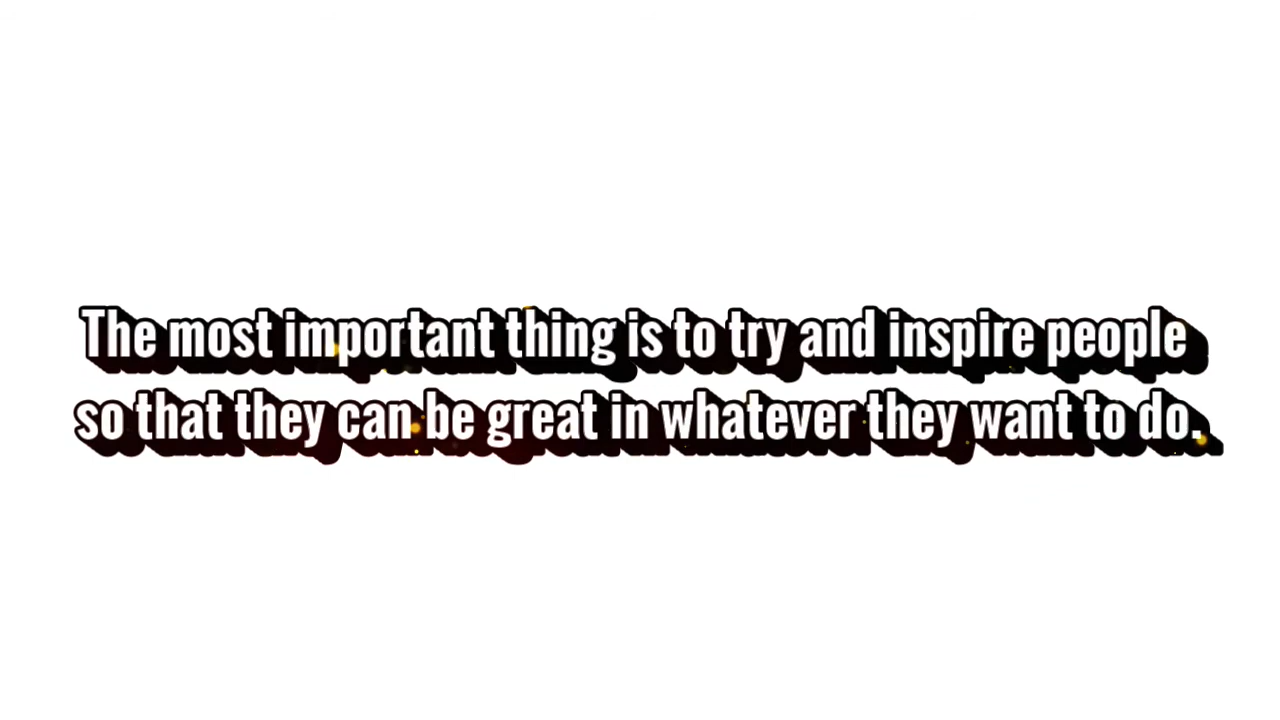 The most important thing is to try and inspire people
so that they can be great in whatever they want to do.